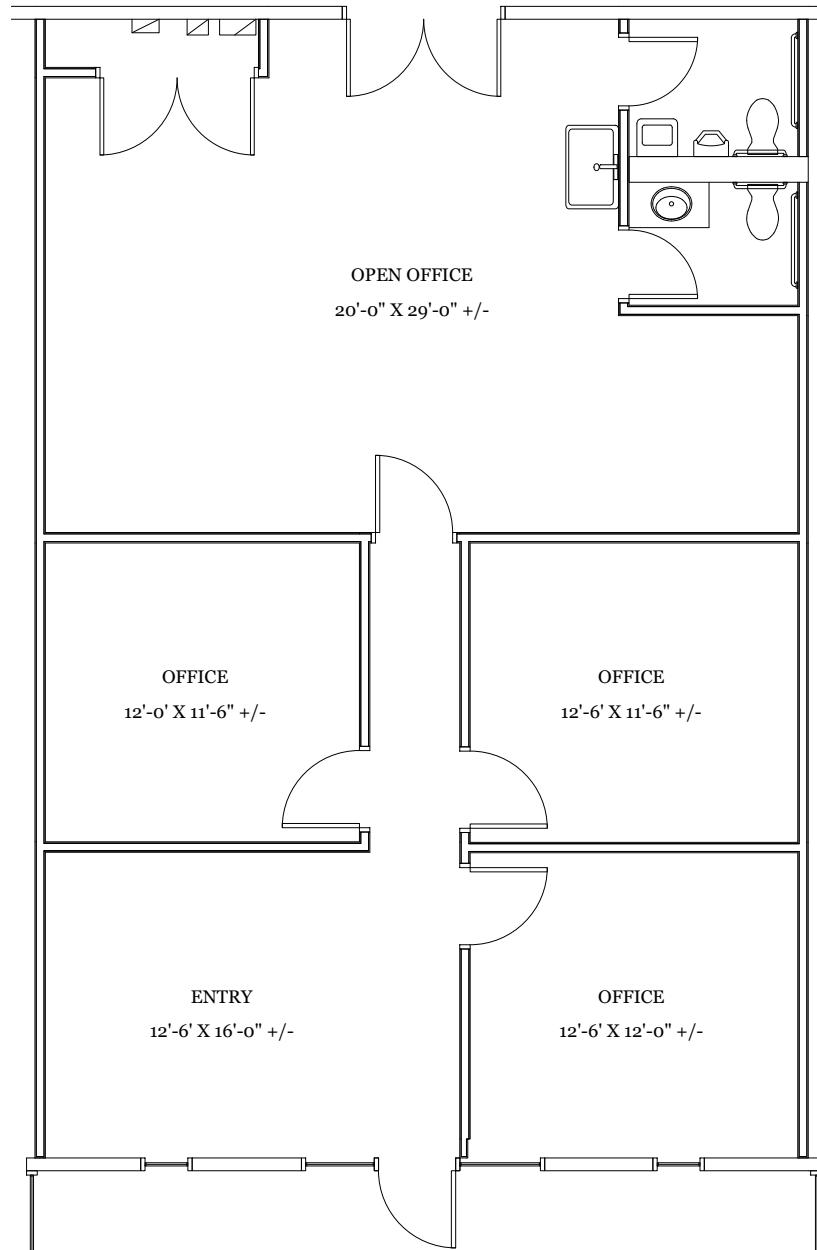 OPEN OFFICE
20'-0" X 29'-0" +/-
OFFICE
12'-0' X 11'-6" +/-
OFFICE
12'-6' X 11'-6" +/-
ENTRY
12'-6' X 16'-0" +/-
OFFICE
12'-6' X 12'-0" +/-